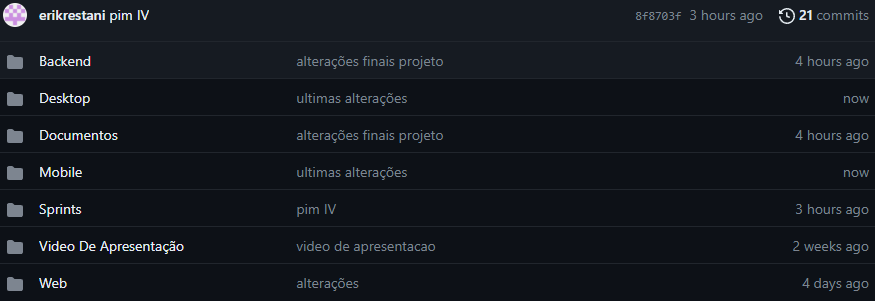 erikrestani pim IV 8f8703f 3 hours ago 21 commits
Backend alterações finais projeto 4 hours ago
Desktop ultimas alterações now
Documentos alterações finais projeto 4 hours ago
Mobile ultimas alterações now
Sprints pim IV 3 hours ago
Video De Apresentação video de apresentacao 2 weeks ago
Web alterações 4 days ago